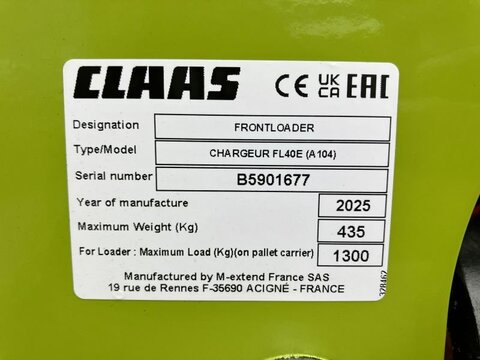 CLAAS CE UK CA EAC
Designation FRONTLOADER
Type/Model CHARGEUR FL40E (A104)
Serial number B5901677
Year of manufacture 2025
Maximum Weight (Kg) 435
For Loader : Maximum Load (Kg)(on pallet carrier) 1300
Manufactured by M-extend France SAS
19 rue de Rennes F-35690 ACIGNÉ - FRANCE
328462